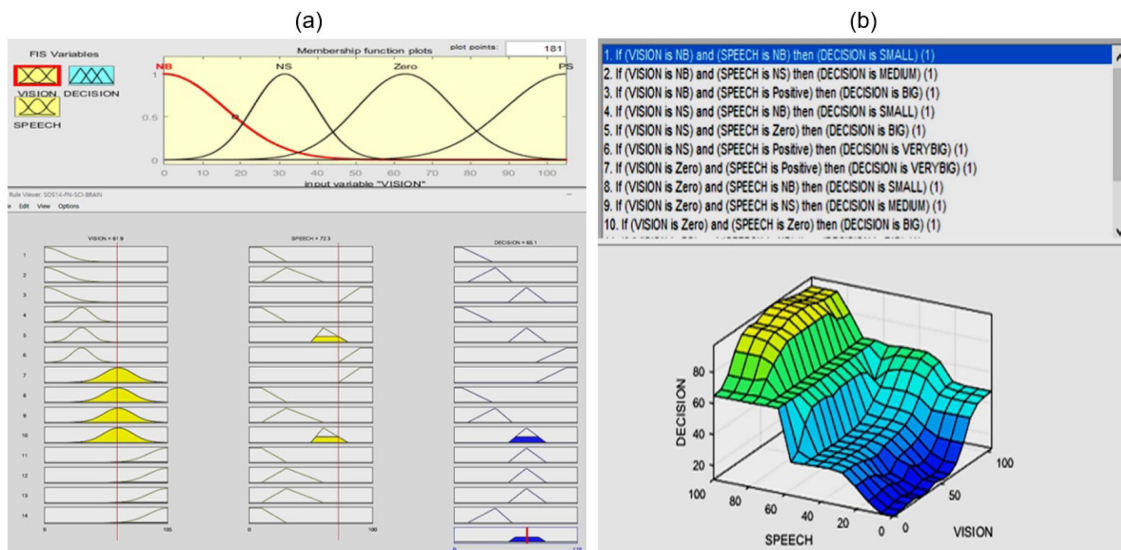 (a)
(b)
FIS Variables
VISION
DECISION
SPEECH
Membership function plots
plot points:
181
NB
NS
Zero
PS
1
0.5
0
0 10 20 30 40 50 60 70 80 90 100
input variable "VISION"
Edit View Options
VISION = 61.9
SPEECH = 72.3
DECISION = 65.1
1
2
3
4
5
6
7
8
9
10
11
12
13
14
0
105
0
100
0
1. If (VISION is NB) and (SPEECH is NB) then (DECISION is SMALL) (1)
2. If (VISION is NB) and (SPEECH is NS) then (DECISION is MEDIUM) (1)
3. If (VISION is NB) and (SPEECH is Positive) then (DECISION is BIG) (1)
4. If (VISION is NS) and (SPEECH is NB) then (DECISION is SMALL) (1)
5. If (VISION is NS) and (SPEECH is Zero) then (DECISION is BIG) (1)
6. If (VISION is NS) and (SPEECH is Positive) then (DECISION is VERYBIG) (1)
7. If (VISION is Zero) and (SPEECH is Positive) then (DECISION is VERYBIG) (1)
8. If (VISION is Zero) and (SPEECH is NB) then (DECISION is SMALL) (1)
9. If (VISION is Zero) and (SPEECH is NS) then (DECISION is MEDIUM) (1)
10. If (VISION is Zero) and (SPEECH is Zero) then (DECISION is BIG) (1)
DECISION
80
60
40
20
100 80 60 40 20 0
SPEECH
0
50
100
VISION